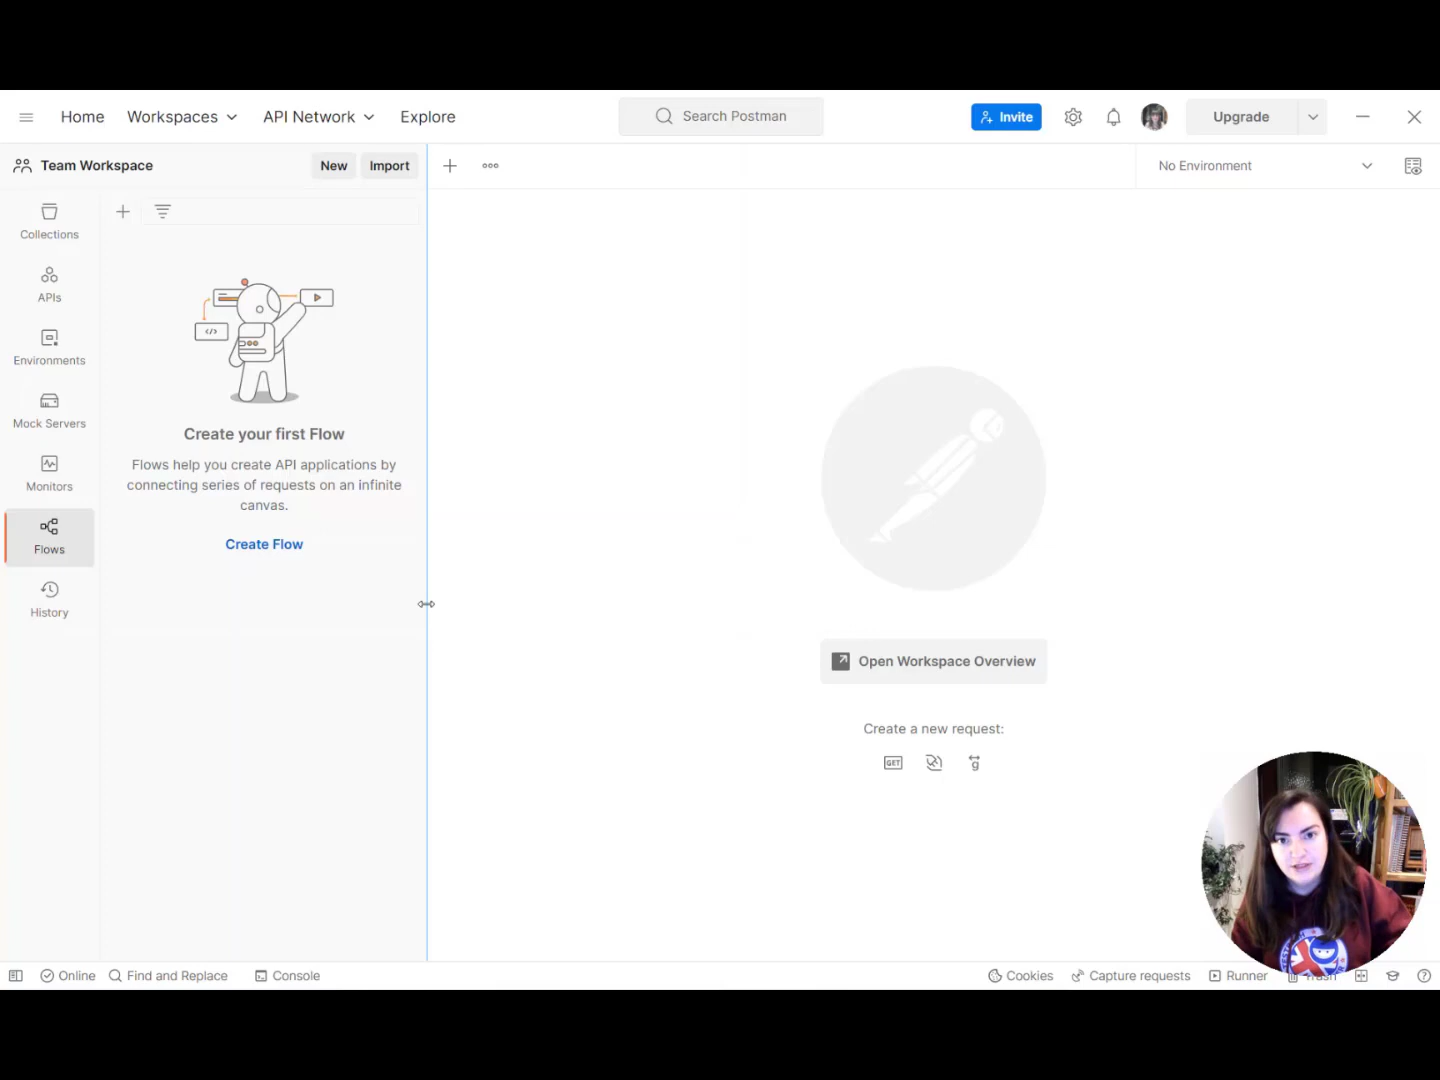 Home
Workspaces
API Network
Explore
Search Postman
Invite
Upgrade
Team Workspace
New
Import
No Environment
Collections
APIs
Environments
Mock Servers
Monitors
Flows
History
</>
Create your first Flow
Flows help you create API applications by
connecting series of requests on an infinite
canvas.
Create Flow
Open Workspace Overview
Create a new request:
GET
g
Online
Find and Replace
Console
Cookies
Capture requests
Runner
Trash